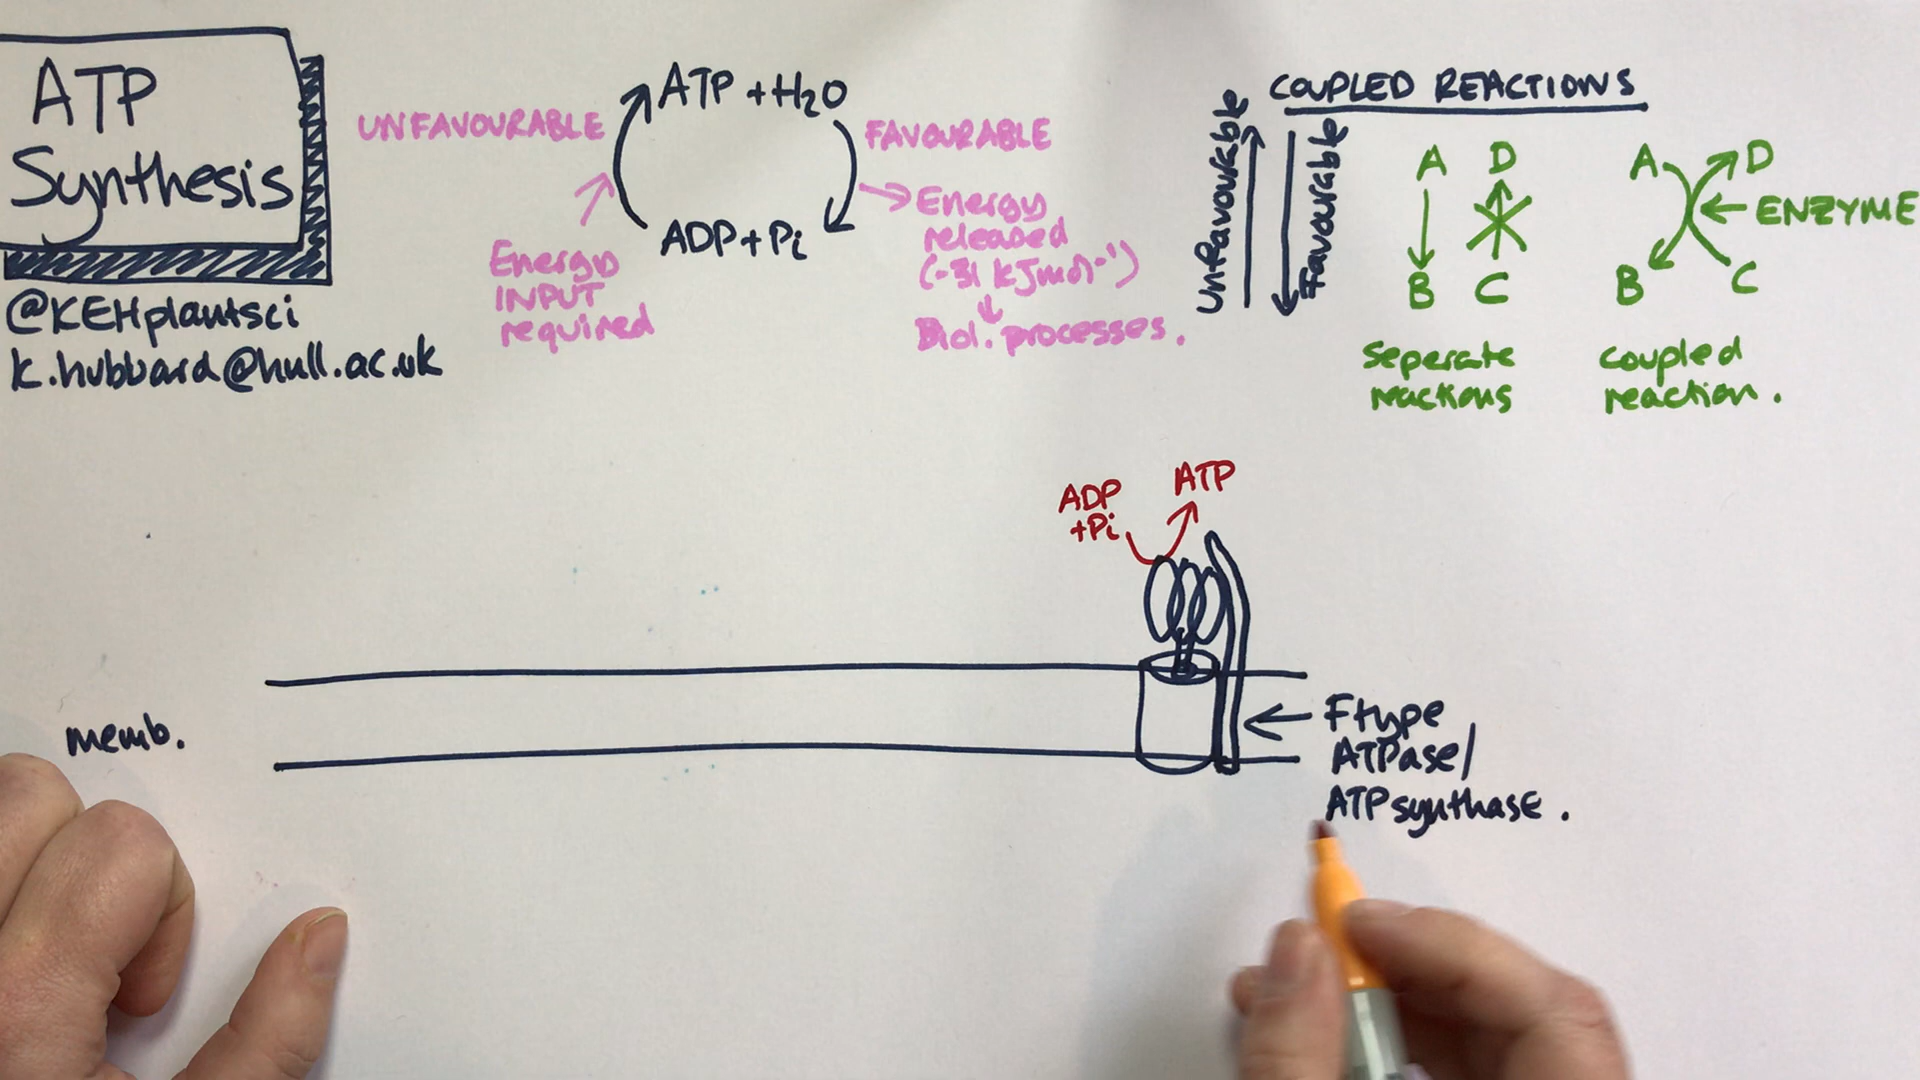 ATP
Synthesis
@KEHplantsci
k.hubbard@hull.ac.uk
UNFAVOURABLE
Energy
INPUT
required
ATP + H2O
ADP + Pi
FAVOURABLE
Energy
released
(-31 kJmol-1)
Biol. processes.
COUPLED REACTIONS
Unfavourable
Favourable
A D
B C
Seperate
reactions
A D
ENZYME
B C
coupled
reaction.
ADP
+Pi
ATP
memb.
F type
ATPase/
ATP synthase.